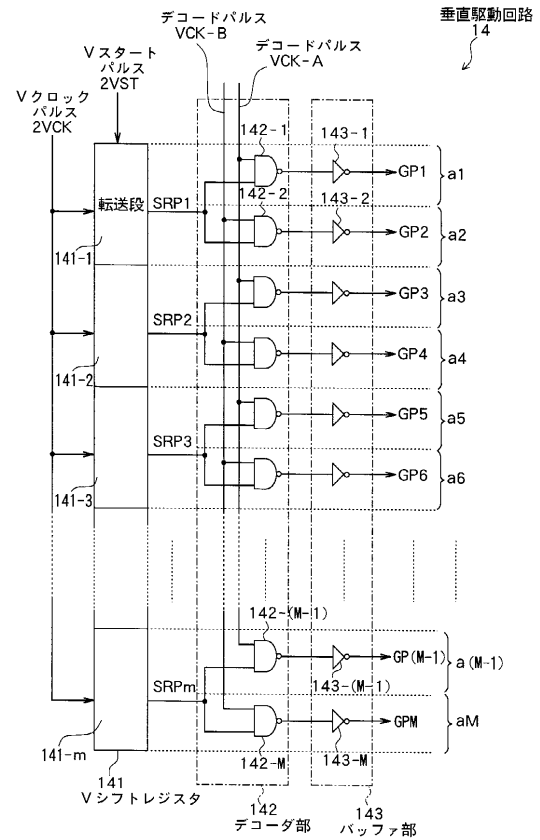 垂直駆動回路
14
デコードパルス
VCK-B
デコードパルス
VCK-A
Vスタート
パルス
2VST
Vクロック
パルス
2VCK
142-1
143-1
転送段
SRP1
GP1
a1
142-2
143-2
GP2
a2
141-1
GP3
a3
SRP2
GP4
a4
141-2
GP5
a5
SRP3
GP6
a6
141-3
142-(M-1)
GP(M-1)
a(M-1)
143-(M-1)
SRPm
GPM
aM
141-m
142-M
143-M
141
Vシフトレジスタ
142
デコーダ部
143
バッファ部